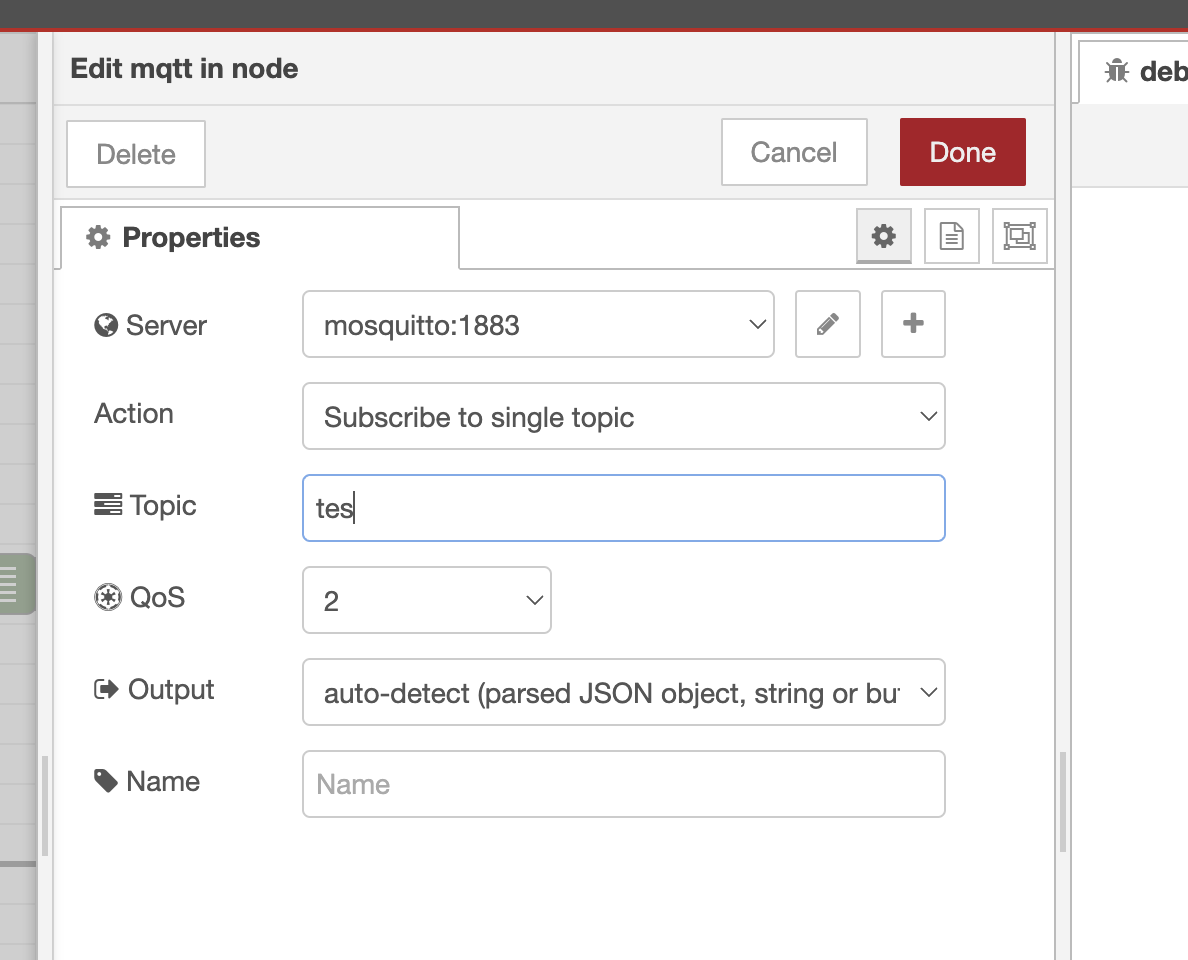 Edit mqtt in node
deb
Delete
Cancel
Done
Properties
Server
mosquitto:1883
Action
Subscribe to single topic
Topic
tes
QoS
2
Output
auto-detect (parsed JSON object, string or bu
Name
Name